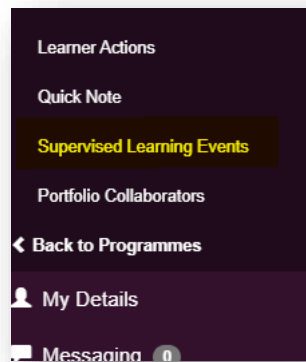 Learner Actions
Quick Note
Supervised Learning Events
Portfolio Collaborators
Back to Programmes
My Details
Messaging 0